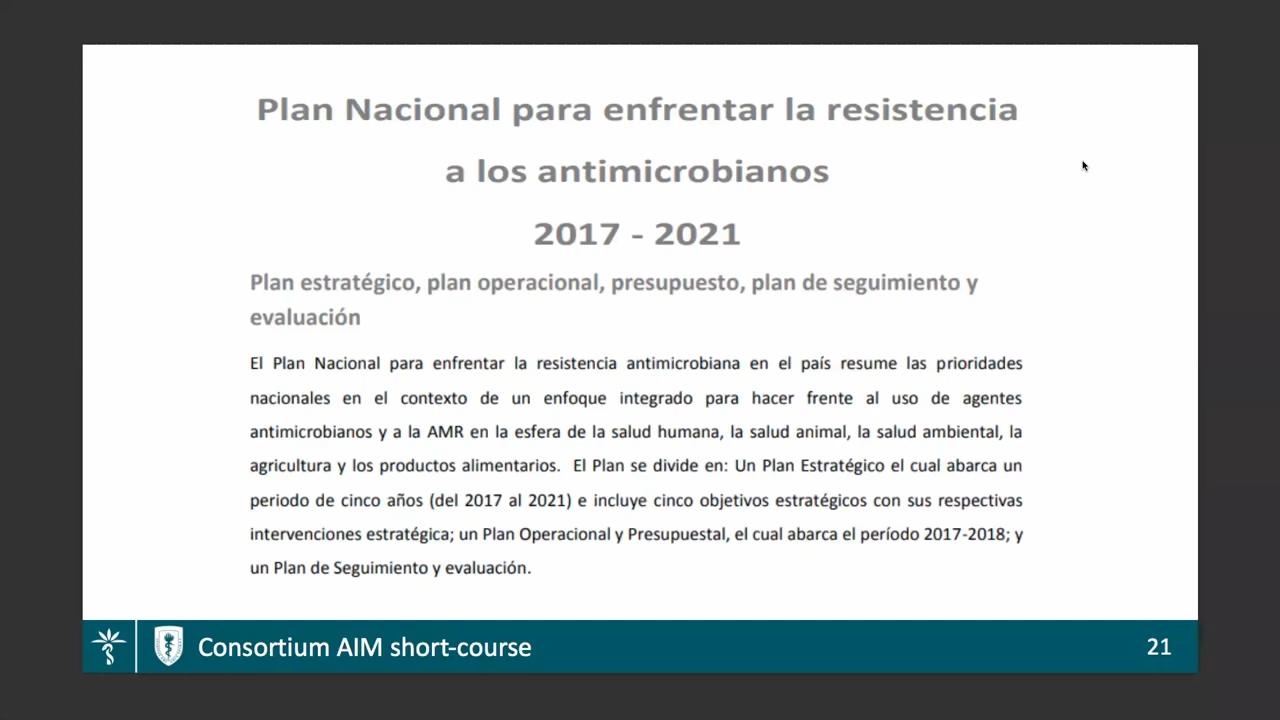 Plan Nacional para enfrentar la resistencia
a los antimicrobianos
2017 - 2021
Plan estratégico, plan operacional, presupuesto, plan de seguimiento y
evaluación
El Plan Nacional para enfrentar la resistencia antimicrobiana en el país resume las prioridades
nacionales en el contexto de un enfoque integrado para hacer frente al uso de agentes
antimicrobianos y a la AMR en la esfera de la salud humana, la salud animal, la salud ambiental, la
agricultura y los productos alimentarios. El Plan se divide en: Un Plan Estratégico el cual abarca un
periodo de cinco años (del 2017 al 2021) e incluye cinco objetivos estratégicos con sus respectivas
intervenciones estratégica; un Plan Operacional y Presupuestal, el cual abarca el período 2017-2018; y
un Plan de Seguimiento y evaluación.
Consortium AIM short-course
21